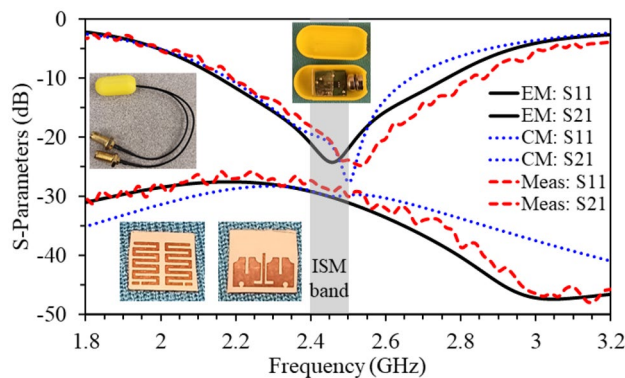 0
-10
-20
-30
-40
-50
S-Parameters (dB)
EM: S11
EM: S21
CM: S11
CM: S21
Meas: S11
Meas: S21
ISM
band
1.8
2
2.2
2.4
2.6
2.8
3
3.2
Frequency (GHz)